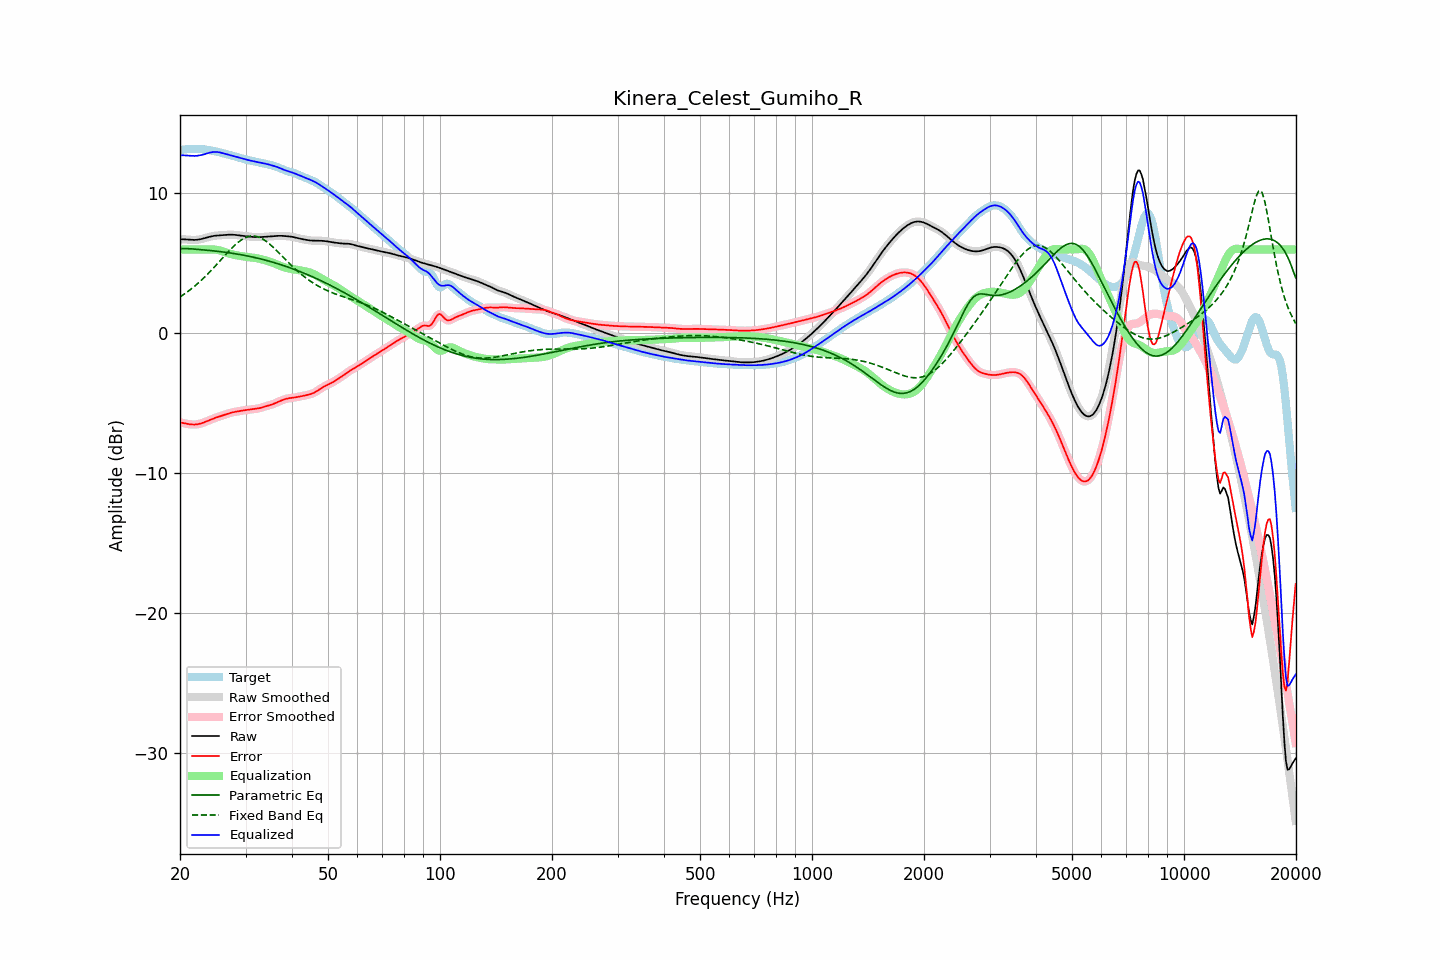 Kinera_Celest_Gumiho_R
Amplitude (dBr)
10
0
−10
−20
−30
Target
Raw Smoothed
Error Smoothed
Raw
Error
Equalization
Parametric Eq
Fixed Band Eq
Equalized
20 50 100 200 500 1000 2000 5000 10000 20000
Frequency (Hz)